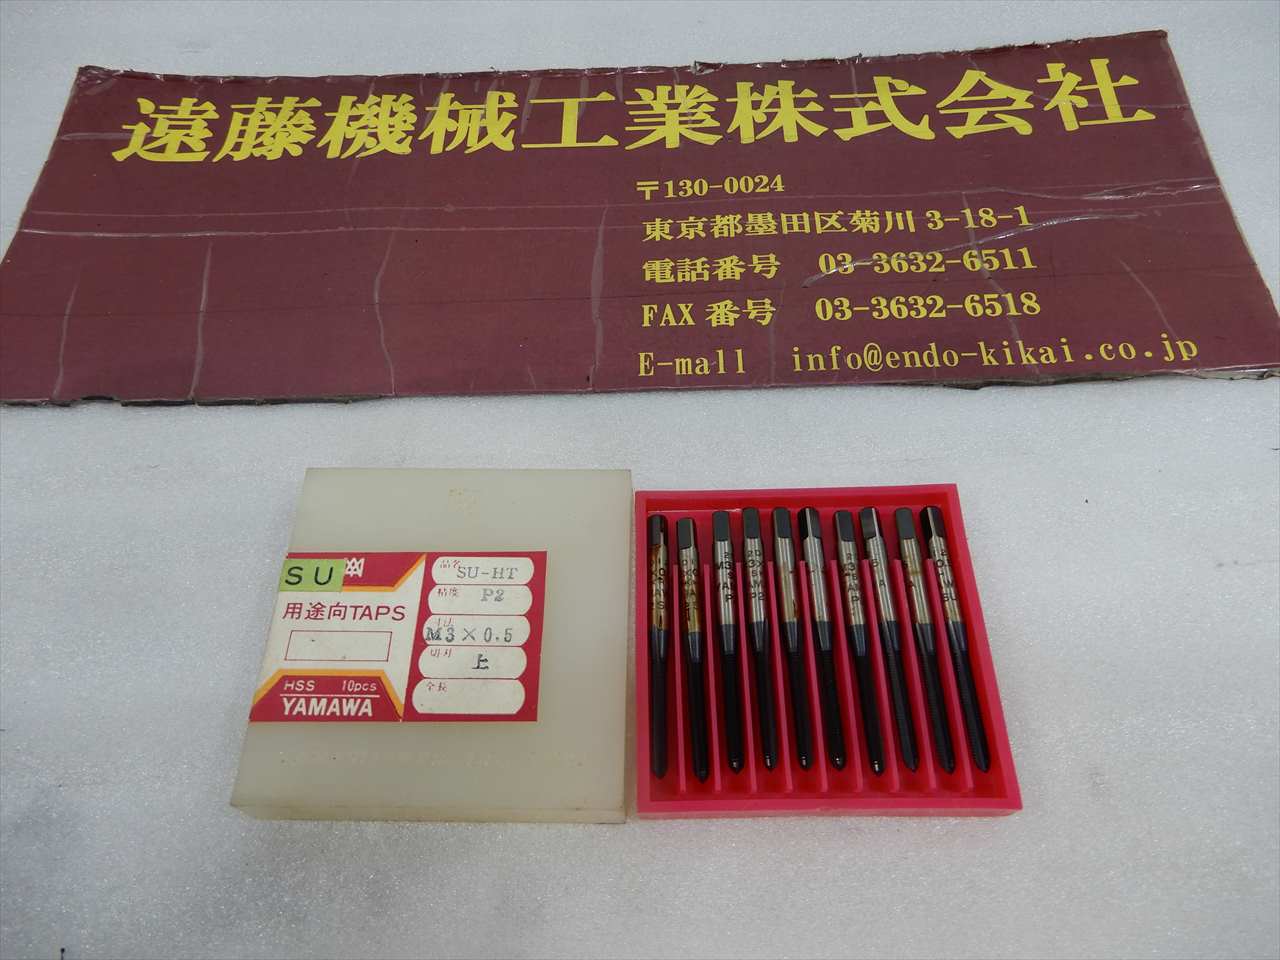 遠藤機械工業株式会社
〒130-0024
東京都墨田区菊川3-18-1
電話番号 03-3632-6511
FAX番号 03-3632-6518
E-mall info@endo-kikai.co.jp
SU
用途向TAPS
HSS 10pcs
YAMAWA
品名 SU-HT
精度 P2
寸法 M3×0.5
切刃 上
全長